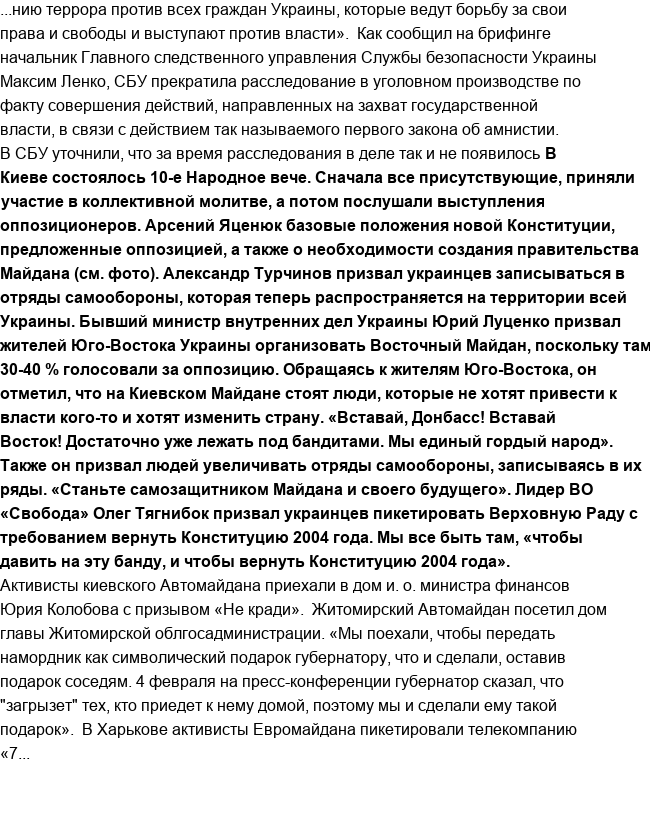 ...нию террора против всех граждан Украины, которые ведут борьбу за свои
права и свободы и выступают против власти».  Как сообщил на брифинге
начальник Главного следственного управления Службы безопасности Украины
Максим Ленко, СБУ прекратила расследование в уголовном производстве по
факту совершения действий, направленных на захват государственной
власти, в связи с действием так называемого первого закона об амнистии.
В СБУ уточнили, что за время расследования в деле так и не появилось В
Киеве состоялось 10-е Народное вече. Сначала все присутствующие, приняли
участие в коллективной молитве, а потом послушали выступления
оппозиционеров. Арсений Яценюк базовые положения новой Конституции,
предложенные оппозицией, а также о необходимости создания правительства
Майдана (см. фото). Александр Турчинов призвал украинцев записываться в
отряды самообороны, которая теперь распространяется на территории всей
Украины. Бывший министр внутренних дел Украины Юрий Луценко призвал
жителей Юго-Востока Украины организовать Восточный Майдан, поскольку там
30-40 % голосовали за оппозицию. Обращаясь к жителям Юго-Востока, он
отметил, что на Киевском Майдане стоят люди, которые не хотят привести к
власти кого-то и хотят изменить страну. «Вставай, Донбасс! Вставай
Восток! Достаточно уже лежать под бандитами. Мы единый гордый народ».
Также он призвал людей увеличивать отряды самообороны, записываясь в их
ряды. «Станьте самозащитником Майдана и своего будущего». Лидер ВО
«Свобода» Олег Тягнибок призвал украинцев пикетировать Верховную Раду с
требованием вернуть Конституцию 2004 года. Мы все быть там, «чтобы
давить на эту банду, и чтобы вернуть Конституцию 2004 года».
Активисты киевского Автомайдана приехали в дом и. о. министра финансов
Юрия Колобова с призывом «Не кради».  Житомирский Автомайдан посетил дом
главы Житомирской облгосадминистрации. «Мы поехали, чтобы передать
намордник как символический подарок губернатору, что и сделали, оставив
подарок соседям. 4 февраля на пресс-конференции губернатор сказал, что
"загрызет" тех, кто приедет к нему домой, поэтому мы и сделали ему такой
подарок».  В Харькове активисты Евромайдана пикетировали телекомпанию
«7...